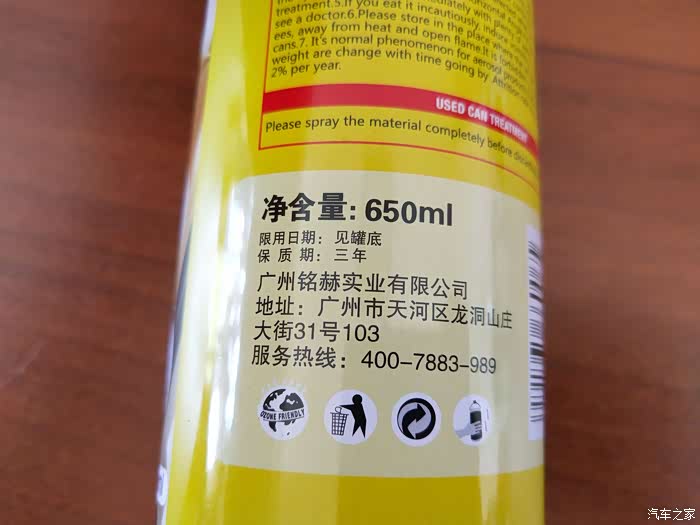 treatment.5.If you eat it incautiously, induce
see a doctor.6.Please store in the place where
ees, away from heat and open flame.It is
cans.7. It's normal phenomenon for aerosol
weight are change with time going by
2% per year.
USED CAN TREATMENT
Please spray the material completely before
净含量: 650ml
限用日期: 见罐底
保 质 期: 三年
广州铭赫实业有限公司
地址: 广州市天河区龙洞山庄
大街31号103
服务热线: 400-7883-989
OZONE FRIENDLY
汽车之家